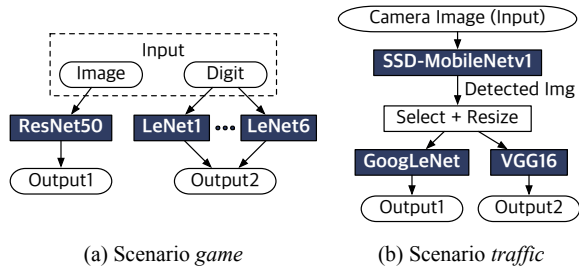 Input
Image
Digit
ResNet50
LeNet1 ••• LeNet6
Output1
Output2
(a) Scenario game
Camera Image (Input)
SSD-MobileNetv1
Detected Img
Select + Resize
GoogLeNet
VGG16
Output1
Output2
(b) Scenario traffic